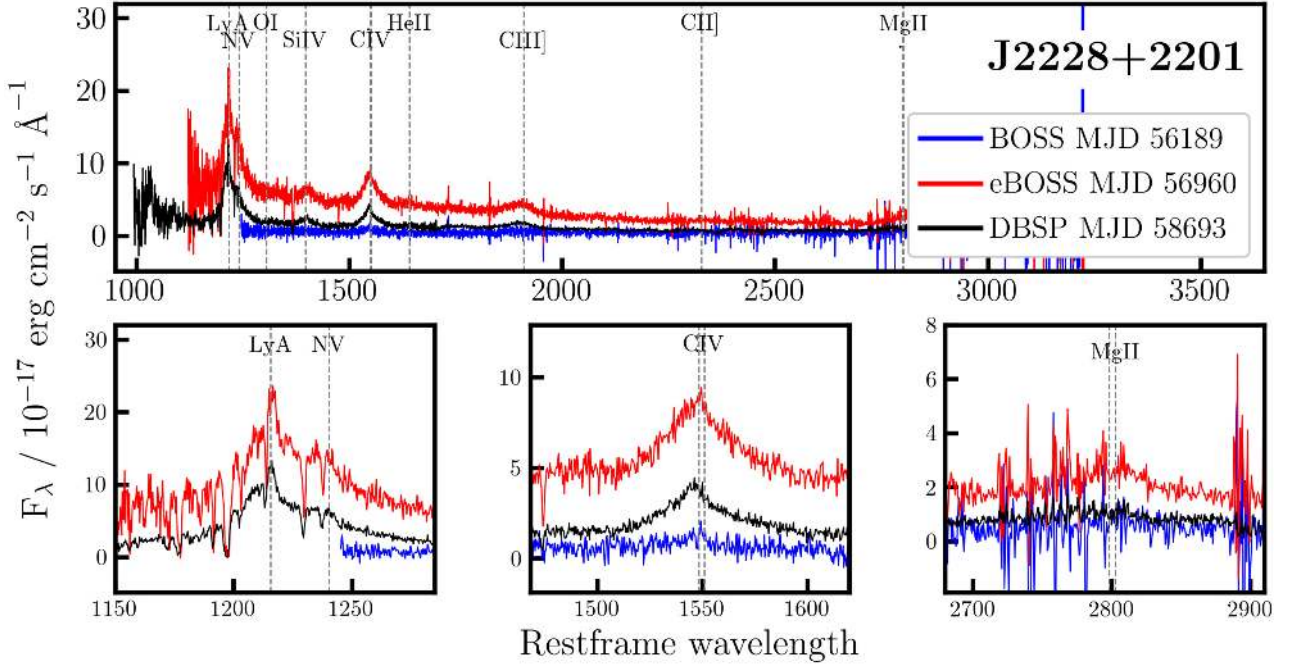 F_λ / 10⁻¹⁷ erg cm⁻² s⁻¹ Å⁻¹
30
20
10
0
LyA OI HeII CII] MgII
NV SiIV CIV CIII]
J2228+2201
BOSS MJD 56189
eBOSS MJD 56960
DBSP MJD 58693
1000 1500 2000 2500 3000 3500
30
20
10
0
LyA NV
1150 1200 1250
10
5
0
CIV
1500 1550 1600
8
6
4
2
0
MgII
2700 2800 2900
Restframe wavelength